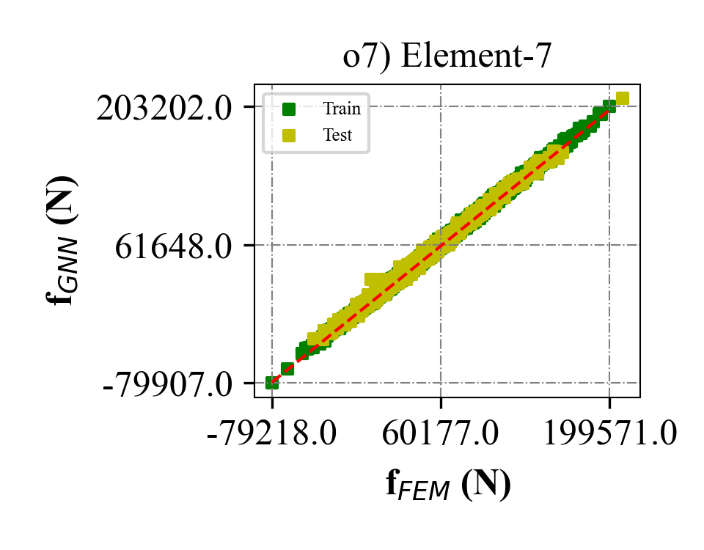 o7) Element-7
203202.0
61648.0
-79907.0
f_GNN (N)
Train
Test
-79218.0 60177.0 199571.0
f_FEM (N)